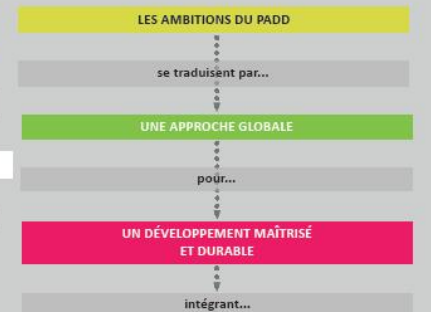 LES AMBITIONS DU PADD
se traduisent par...
UNE APPROCHE GLOBALE
pour...
UN DÉVELOPPEMENT MAÎTRISÉ
ET DURABLE
intégrant...